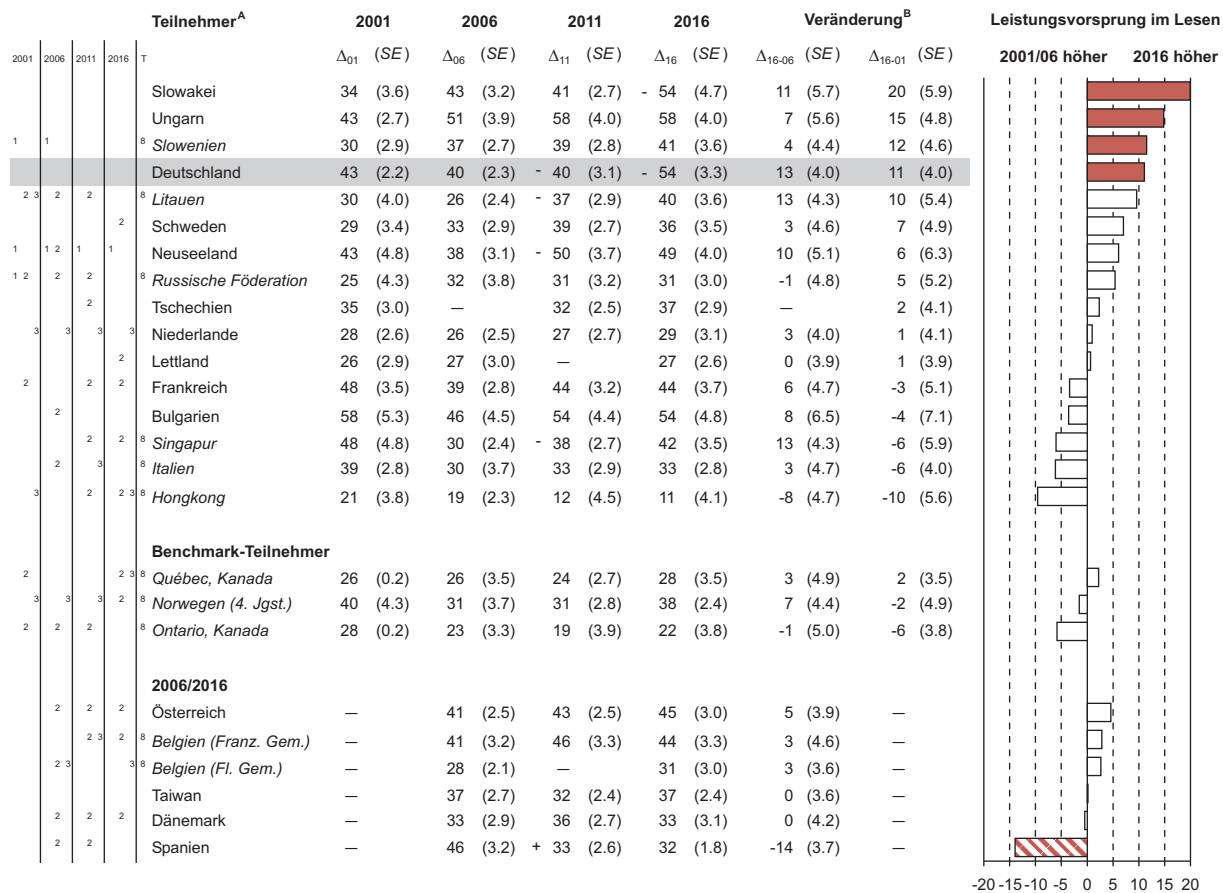 Teilnehmer A 2001 2006 2011 2016 Veränderung B Leistungsvorsprung im Lesen
2001 2006 2011 2016 T Δ01 (SE) Δ06 (SE) Δ11 (SE) Δ16 (SE) Δ16-06 (SE) Δ16-01 (SE) 2001/06 höher 2016 höher
Slowakei 34 (3.6) 43 (3.2) 41 (2.7) - 54 (4.7) 11 (5.7) 20 (5.9)
Ungarn 43 (2.7) 51 (3.9) 58 (4.0) 58 (4.0) 7 (5.6) 15 (4.8)
1 1 8 Slowenien 30 (2.9) 37 (2.7) 39 (2.8) 41 (3.6) 4 (4.4) 12 (4.6)
Deutschland 43 (2.2) 40 (2.3) - 40 (3.1) - 54 (3.3) 13 (4.0) 11 (4.0)
2 3 2 2 8 Litauen 30 (4.0) 26 (2.4) - 37 (2.9) 40 (3.6) 13 (4.3) 10 (5.4)
2 Schweden 29 (3.4) 33 (2.9) 39 (2.7) 36 (3.5) 3 (4.6) 7 (4.9)
1 1 2 1 1 Neuseeland 43 (4.8) 38 (3.1) - 50 (3.7) 49 (4.0) 10 (5.1) 6 (6.3)
1 2 2 2 8 Russische Föderation 25 (4.3) 32 (3.8) 31 (3.2) 31 (3.0) -1 (4.8) 5 (5.2)
2 Tschechien 35 (3.0) — 32 (2.5) 37 (2.9) — 2 (4.1)
3 3 3 3 Niederlande 28 (2.6) 26 (2.5) 27 (2.7) 29 (3.1) 3 (4.0) 1 (4.1)
2 Lettland 26 (2.9) 27 (3.0) — 27 (2.6) 0 (3.9) 1 (3.9)
2 2 2 Frankreich 48 (3.5) 39 (2.8) 44 (3.2) 44 (3.7) 6 (4.7) -3 (5.1)
2 Bulgarien 58 (5.3) 46 (4.5) 54 (4.4) 54 (4.8) 8 (6.5) -4 (7.1)
2 2 8 Singapur 48 (4.8) 30 (2.4) - 38 (2.7) 42 (3.5) 13 (4.3) -6 (5.9)
2 3 8 Italien 39 (2.8) 30 (3.7) 33 (2.9) 33 (2.8) 3 (4.7) -6 (4.0)
3 2 2 3 8 Hongkong 21 (3.8) 19 (2.3) 12 (4.5) 11 (4.1) -8 (4.7) -10 (5.6)
Benchmark-Teilnehmer
2 2 3 8 Québec, Kanada 26 (0.2) 26 (3.5) 24 (2.7) 28 (3.5) 3 (4.9) 2 (3.5)
3 3 3 2 8 Norwegen (4. Jgst.) 40 (4.3) 31 (3.7) 31 (2.8) 38 (2.4) 7 (4.4) -2 (4.9)
2 2 2 8 Ontario, Kanada 28 (0.2) 23 (3.3) 19 (3.9) 22 (3.8) -1 (5.0) -6 (3.8)
2006/2016
2 2 2 Österreich — 41 (2.5) 43 (2.5) 45 (3.0) 5 (3.9) —
2 3 2 8 Belgien (Franz. Gem.) — 41 (3.2) 46 (3.3) 44 (3.3) 3 (4.6) —
2 3 3 8 Belgien (Fl. Gem.) — 28 (2.1) — 31 (3.0) 3 (3.6) —
Taiwan — 37 (2.7) 32 (2.4) 37 (2.4) 0 (3.6) —
2 2 2 Dänemark — 33 (2.9) 36 (2.7) 33 (3.1) 0 (4.2) —
2 2 Spanien — 46 (3.2) + 33 (2.6) 32 (1.8) -14 (3.7) —
-20 -15 -10 -5 0 5 10 15 20